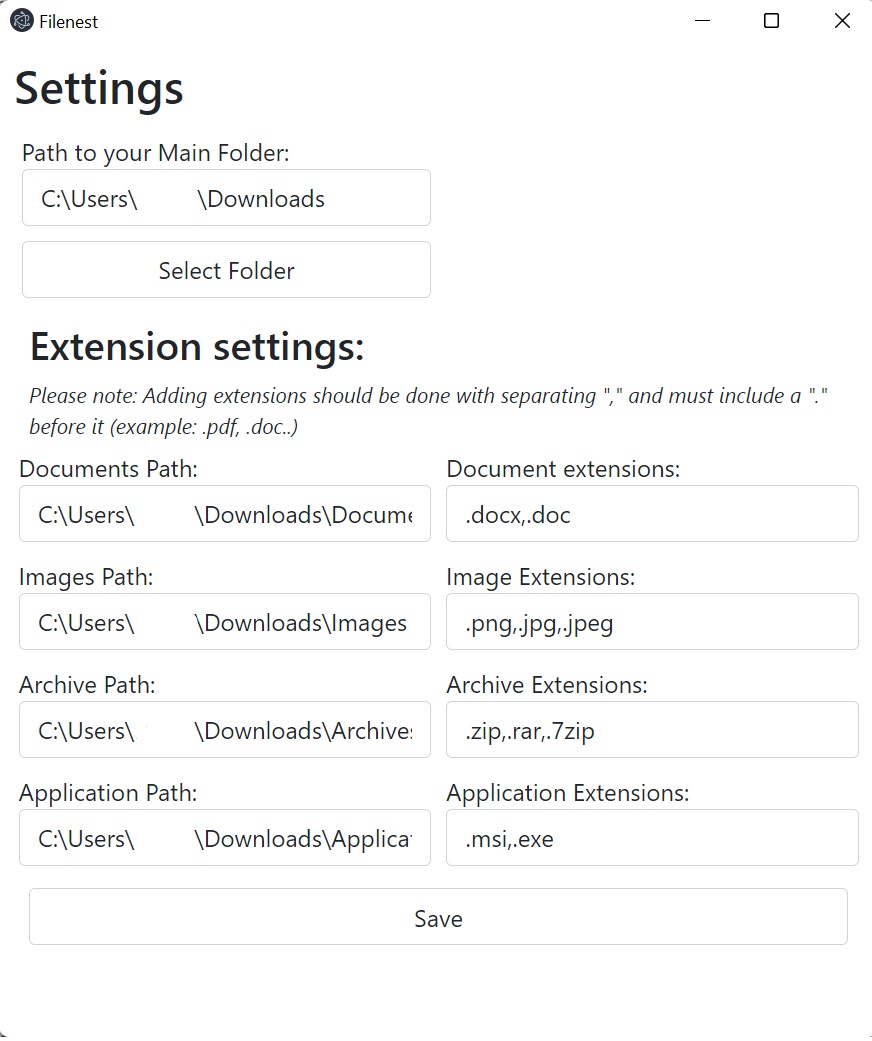 Filenest
Settings
Path to your Main Folder:
C:\Users\ \Downloads
Select Folder
Extension settings:
Please note: Adding extensions should be done with separating "," and must include a "."
before it (example: .pdf, .doc..)
Documents Path: Document extensions:
C:\Users\ \Downloads\Docume .docx,.doc
Images Path: Image Extensions:
C:\Users\ \Downloads\Images .png,.jpg,.jpeg
Archive Path: Archive Extensions:
C:\Users\ \Downloads\Archives .zip,.rar,.7zip
Application Path: Application Extensions:
C:\Users\ \Downloads\Applicat .msi,.exe
Save